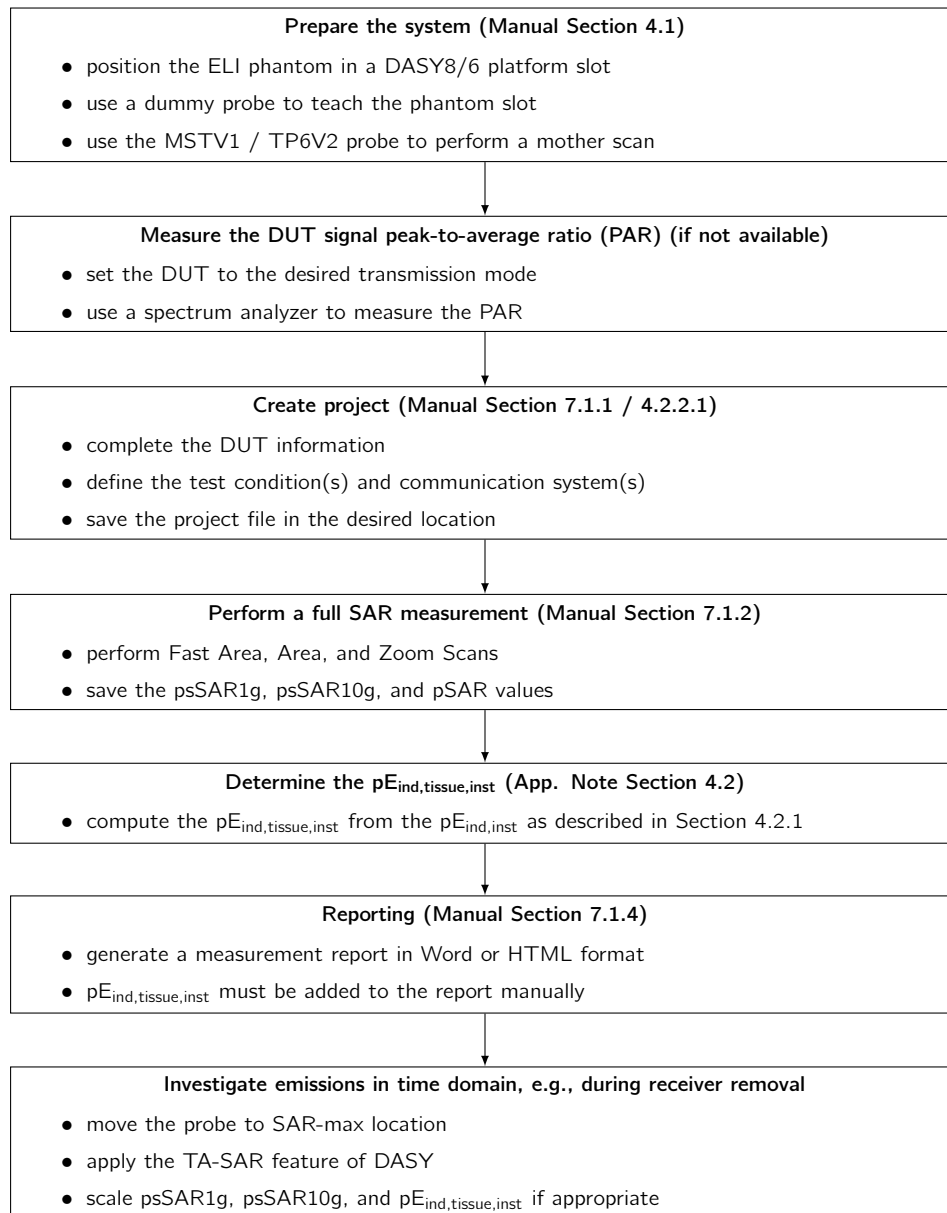 Prepare the system (Manual Section 4.1)
• position the ELI phantom in a DASY8/6 platform slot
• use a dummy probe to teach the phantom slot
• use the MSTV1 / TP6V2 probe to perform a mother scan
Measure the DUT signal peak-to-average ratio (PAR) (if not available)
• set the DUT to the desired transmission mode
• use a spectrum analyzer to measure the PAR
Create project (Manual Section 7.1.1 / 4.2.2.1)
• complete the DUT information
• define the test condition(s) and communication system(s)
• save the project file in the desired location
Perform a full SAR measurement (Manual Section 7.1.2)
• perform Fast Area, Area, and Zoom Scans
• save the psSAR1g, psSAR10g, and pSAR values
Determine the pEind,tissue,inst (App. Note Section 4.2)
• compute the pEind,tissue,inst from the pEind,inst as described in Section 4.2.1
Reporting (Manual Section 7.1.4)
• generate a measurement report in Word or HTML format
• pEind,tissue,inst must be added to the report manually
Investigate emissions in time domain, e.g., during receiver removal
• move the probe to SAR-max location
• apply the TA-SAR feature of DASY
• scale psSAR1g, psSAR10g, and pEind,tissue,inst if appropriate